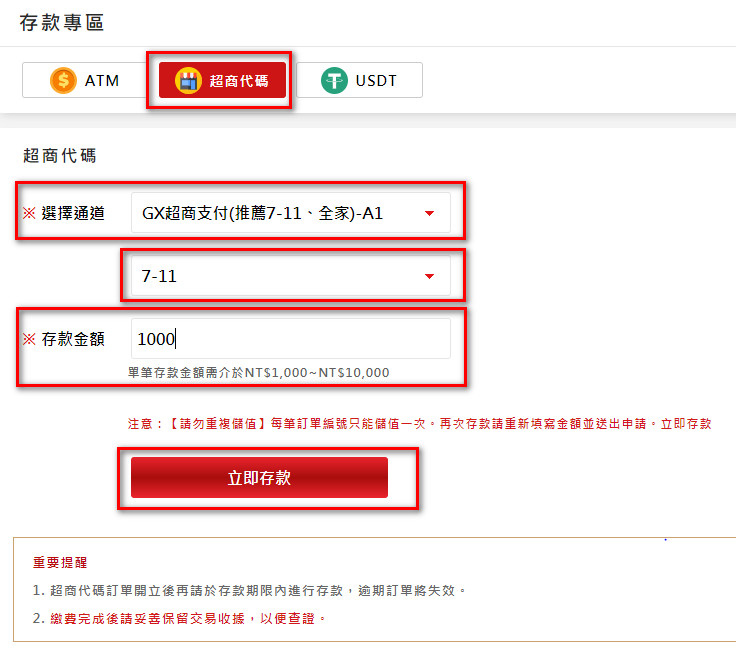 存款專區
ATM 超商代碼 USDT
超商代碼
※ 選擇通道 GX超商支付(推薦7-11、全家)-A1
7-11
※ 存款金額 1000
單筆存款金額需介於NT$1,000~NT$10,000
注意：【請勿重複儲值】每筆訂單編號只能儲值一次。再次存款請重新填寫金額並送出申請。立即存款
立即存款
重要提醒
1. 超商代碼訂單開立後再請於存款期限內進行存款，逾期訂單將失效。
2. 繳費完成後請妥善保留交易收據，以便查證。